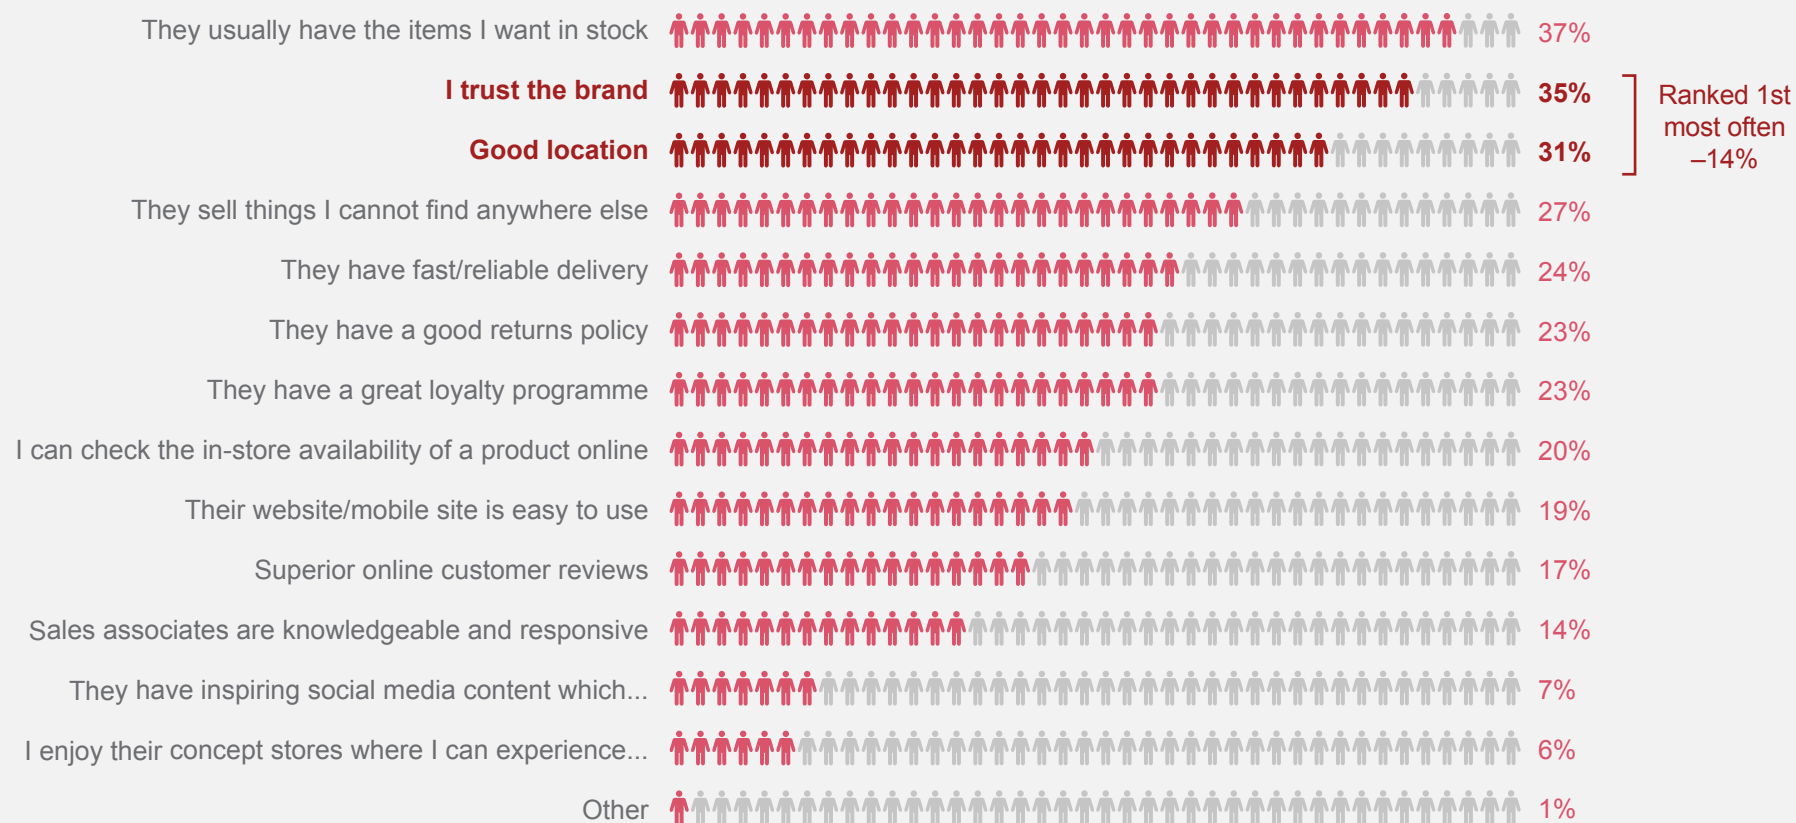 They usually have the items I want in stock 37%
I trust the brand 35%
Good location 31%
Ranked 1st
most often
–14%
They sell things I cannot find anywhere else 27%
They have fast/reliable delivery 24%
They have a good returns policy 23%
They have a great loyalty programme 23%
I can check the in-store availability of a product online 20%
Their website/mobile site is easy to use 19%
Superior online customer reviews 17%
Sales associates are knowledgeable and responsive 14%
They have inspiring social media content which... 7%
I enjoy their concept stores where I can experience... 6%
Other 1%